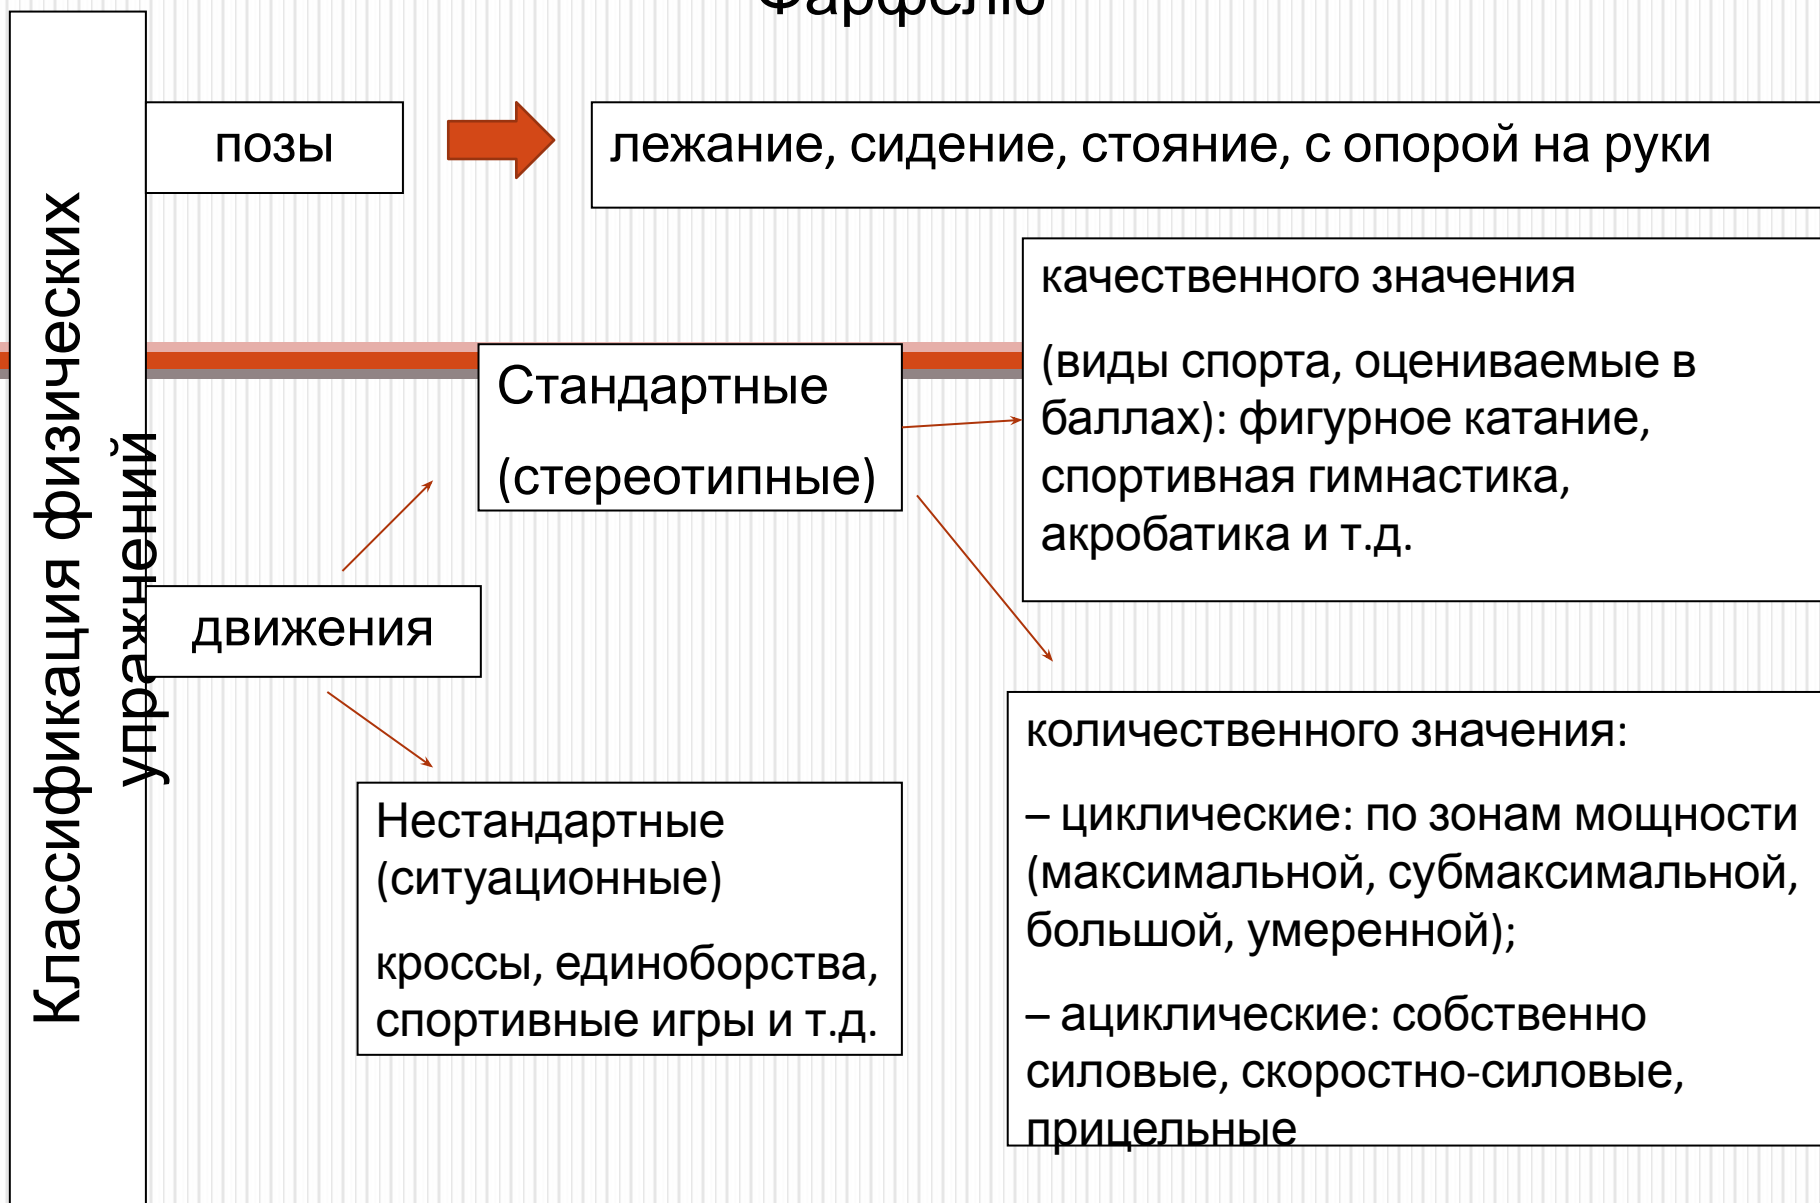 Фарфелю
Классификация физических
упражнений
позы
лежание, сидение, стояние, с опорой на руки
качественного значения
(виды спорта, оцениваемые в
баллах): фигурное катание,
спортивная гимнастика,
акробатика и т.д.
Стандартные
(стереотипные)
движения
Нестандартные
(ситуационные)
кроссы, единоборства,
спортивные игры и т.д.
количественного значения:
– циклические: по зонам мощности
(максимальной, субмаксимальной,
большой, умеренной);
– ациклические: собственно
силовые, скоростно-силовые,
прицельные